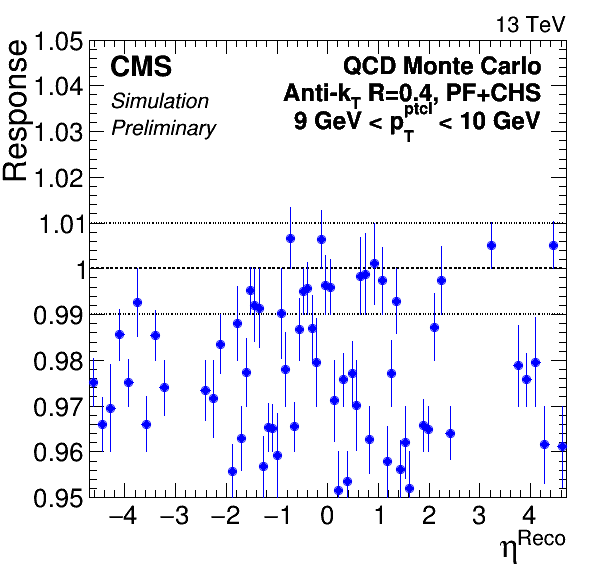 13 TeV
CMS
Simulation
Preliminary
QCD Monte Carlo
Anti-k_T R=0.4, PF+CHS
9 GeV < p_T^ptcl < 10 GeV
Response
1.05
1.04
1.03
1.02
1.01
1
0.99
0.98
0.97
0.96
0.95
−4 −3 −2 −1 0 1 2 3 4
η^Reco